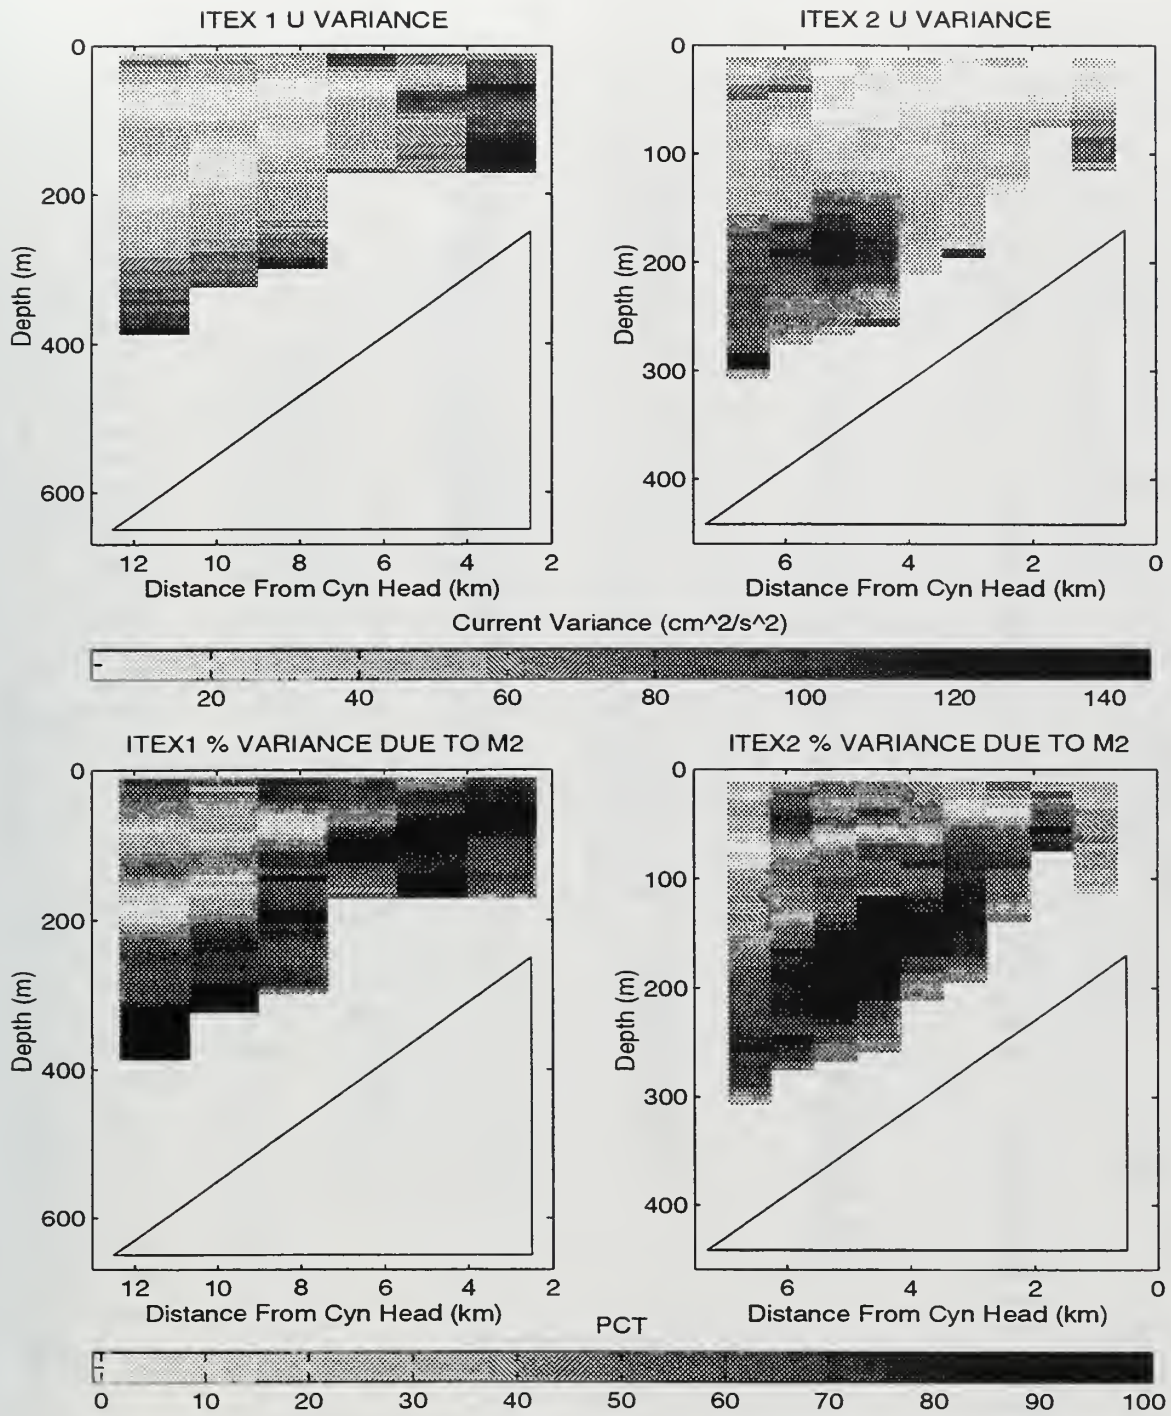 ITEX 1 U VARIANCE
0
200
400
600
Depth (m)
12 10 8 6 4 2
Distance From Cyn Head (km)
ITEX 2 U VARIANCE
0
100
200
300
400
Depth (m)
6 4 2 0
Distance From Cyn Head (km)
Current Variance (cm^2/s^2)
20 40 60 80 100 120 140
ITEX1 % VARIANCE DUE TO M2
0
200
400
600
Depth (m)
12 10 8 6 4 2
Distance From Cyn Head (km)
ITEX2 % VARIANCE DUE TO M2
0
100
200
300
400
Depth (m)
6 4 2 0
Distance From Cyn Head (km)
PCT
0 10 20 30 40 50 60 70 80 90 100